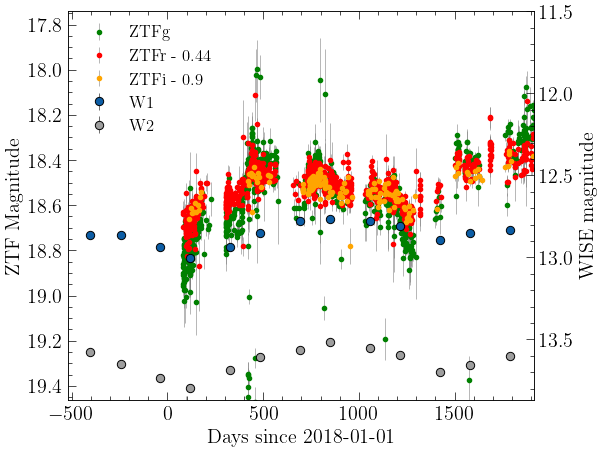 ZTFg
ZTFr - 0.44
ZTFi - 0.9
W1
W2
ZTF Magnitude
17.8
18.0
18.2
18.4
18.6
18.8
19.0
19.2
19.4
11.5
12.0
12.5
13.0
13.5
WISE magnitude
−500 0 500 1000 1500
Days since 2018-01-01